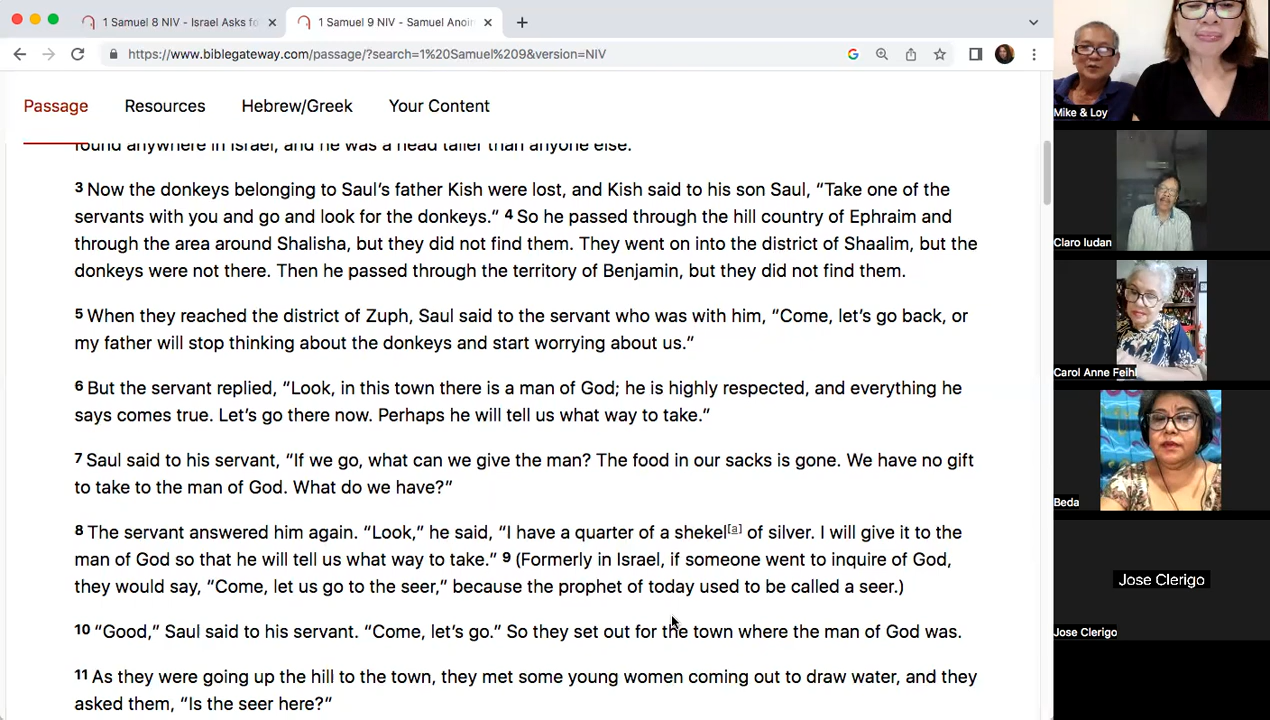 1 Samuel 8 NIV - Israel Asks fo
1 Samuel 9 NIV - Samuel Anoin
https://www.biblegateway.com/passage/?search=1%20Samuel%209&version=NIV
Passage
Resources
Hebrew/Greek
Your Content
found anywhere in Israel, and he was a head taller than anyone else.
3 Now the donkeys belonging to Saul’s father Kish were lost, and Kish said to his son Saul, “Take one of the
servants with you and go and look for the donkeys.” 4 So he passed through the hill country of Ephraim and
through the area around Shalisha, but they did not find them. They went on into the district of Shaalim, but the
donkeys were not there. Then he passed through the territory of Benjamin, but they did not find them.
5 When they reached the district of Zuph, Saul said to the servant who was with him, “Come, let’s go back, or
my father will stop thinking about the donkeys and start worrying about us.”
6 But the servant replied, “Look, in this town there is a man of God; he is highly respected, and everything he
says comes true. Let’s go there now. Perhaps he will tell us what way to take.”
7 Saul said to his servant, “If we go, what can we give the man? The food in our sacks is gone. We have no gift
to take to the man of God. What do we have?”
8 The servant answered him again. “Look,” he said, “I have a quarter of a shekel[a] of silver. I will give it to the
man of God so that he will tell us what way to take.” 9 (Formerly in Israel, if someone went to inquire of God,
they would say, “Come, let us go to the seer,” because the prophet of today used to be called a seer.)
10 “Good,” Saul said to his servant. “Come, let’s go.” So they set out for the town where the man of God was.
11 As they were going up the hill to the town, they met some young women coming out to draw water, and they
asked them, “Is the seer here?”
Mike & Loy
Claro ludan
Carol Anne Feihl
Beda
Jose Clerigo
Jose Clerigo